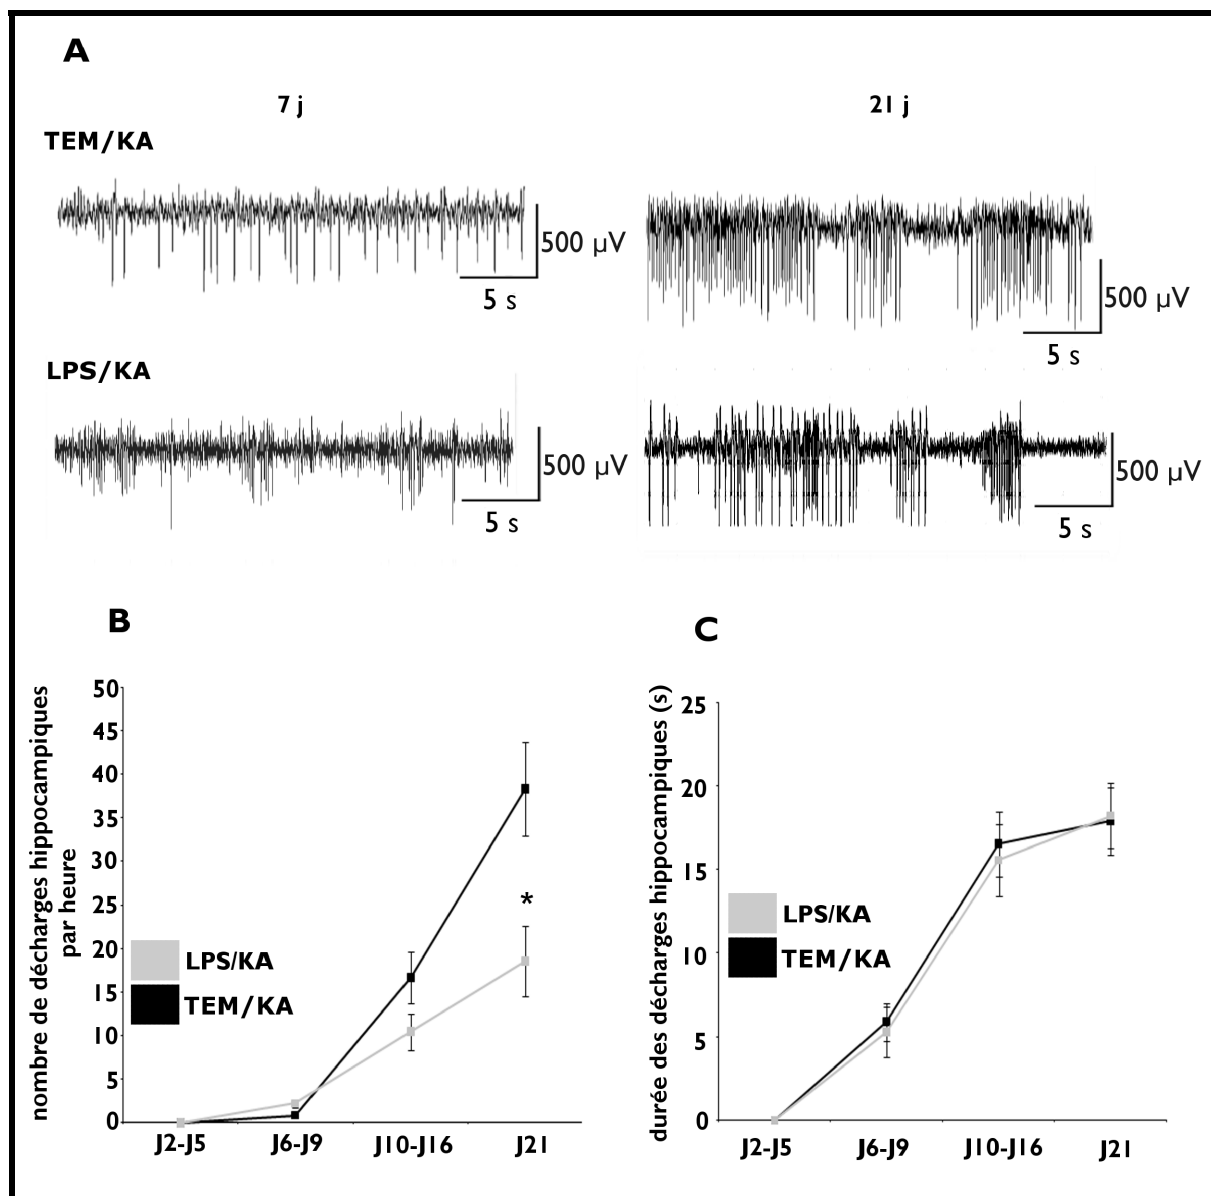 A
7 j
21 j
TEM/KA
500 µV
5 s
500 µV
5 s
LPS/KA
500 µV
5 s
500 µV
5 s
B
nombre de décharges hippocampiques
par heure
50
45
40
35
30
25
20
15
10
5
0
*
LPS/KA
TEM/KA
J2-J5
J6-J9
J10-J16
J21
C
durée des décharges hippocampiques (s)
25
20
15
10
5
0
LPS/KA
TEM/KA
J2-J5
J6-J9
J10-J16
J21